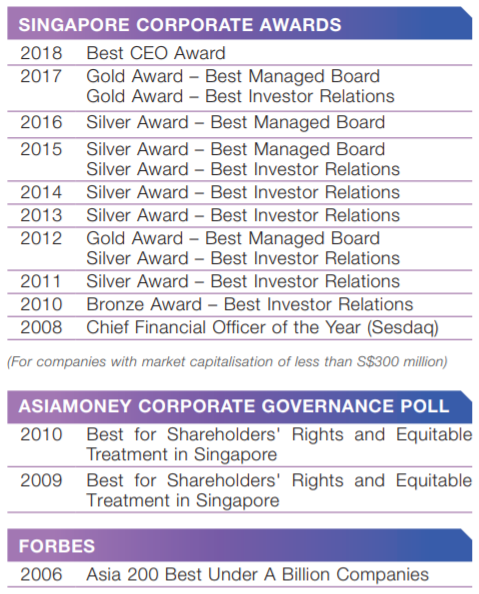 SINGAPORE CORPORATE AWARDS
2018 Best CEO Award
2017 Gold Award – Best Managed Board
Gold Award – Best Investor Relations
2016 Silver Award – Best Managed Board
2015 Silver Award – Best Managed Board
Silver Award – Best Investor Relations
2014 Silver Award – Best Investor Relations
2013 Silver Award – Best Investor Relations
2012 Gold Award – Best Managed Board
Silver Award – Best Investor Relations
2011 Silver Award – Best Investor Relations
2010 Bronze Award – Best Investor Relations
2008 Chief Financial Officer of the Year (Sesdaq)
(For companies with market capitalisation of less than S$300 million)
ASIAMONEY CORPORATE GOVERNANCE POLL
2010 Best for Shareholders' Rights and Equitable
Treatment in Singapore
2009 Best for Shareholders' Rights and Equitable
Treatment in Singapore
FORBES
2006 Asia 200 Best Under A Billion Companies